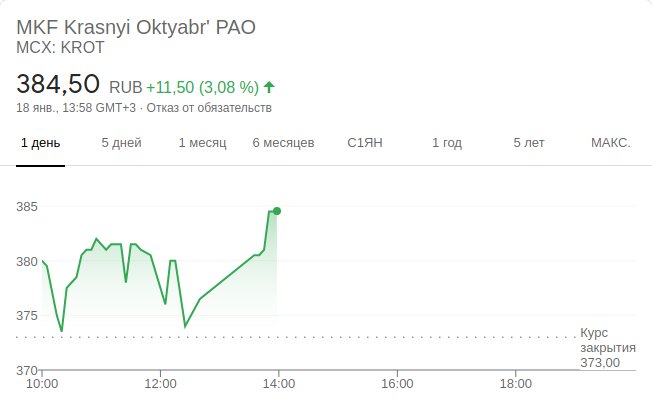 MKF Krasnyi Oktyabr' PAO
MCX: KROT
384,50 RUB +11,50 (3,08 %)
18 янв., 13:58 GMT+3 · Отказ от обязательств
1 день 5 дней 1 месяц 6 месяцев С1ЯН 1 год 5 лет МАКС.
385
380
375
Курс
закрытия
373,00
370
10:00 12:00 14:00 16:00 18:00